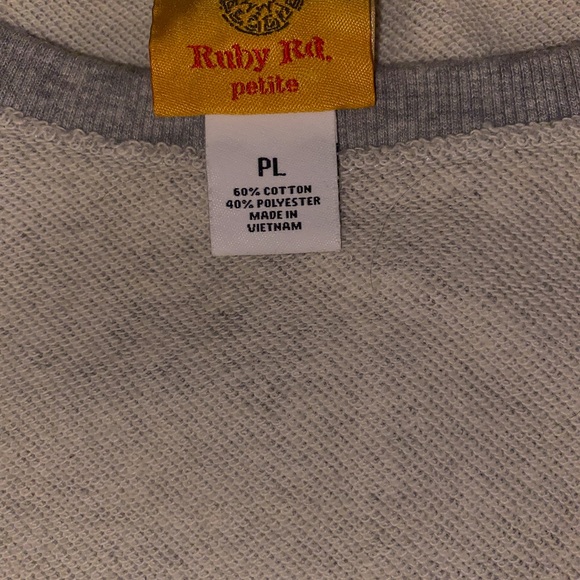 Ruby Rd.
petite
PL
60% COTTON
40% POLYESTER
MADE IN
VIETNAM